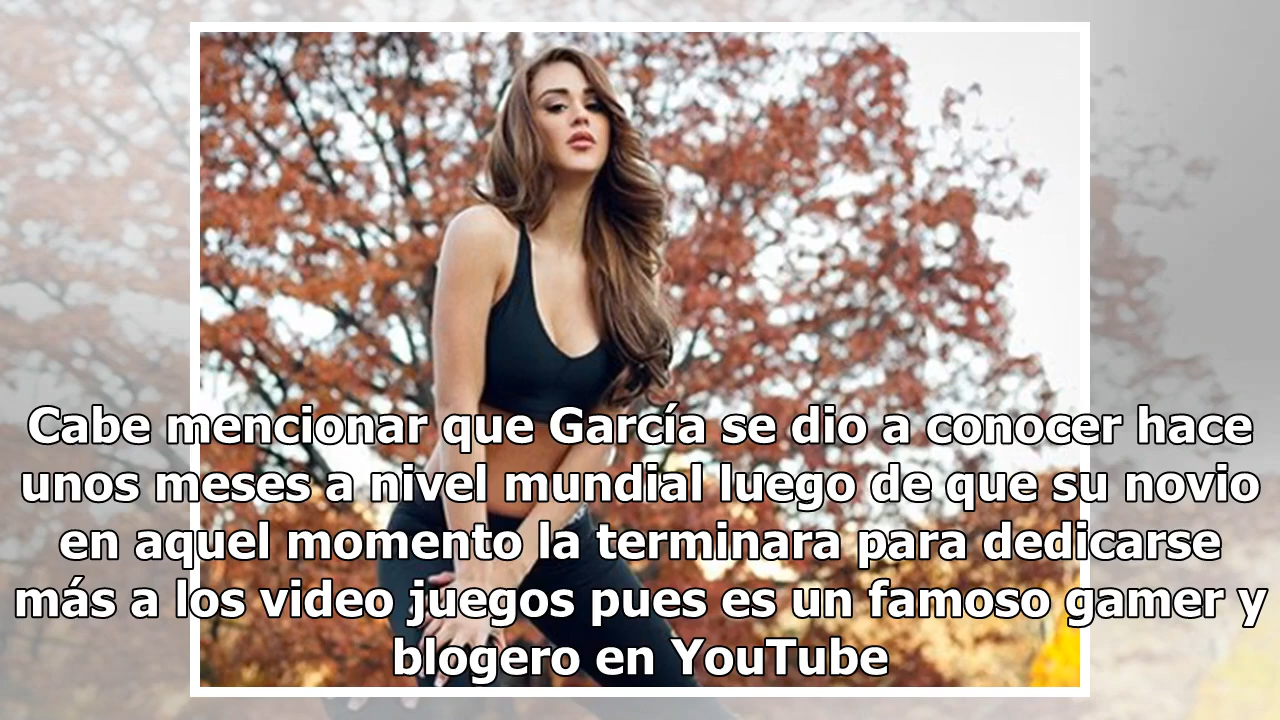 Cabe mencionar que García se dio a conocer hace
unos meses a nivel mundial luego de que su novio
en aquel momento la terminara para dedicarse
más a los video juegos pues es un famoso gamer y
blogero en YouTube